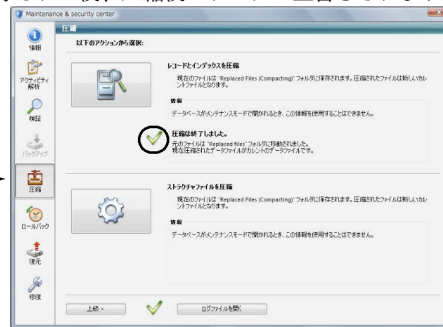 Maintenance & security center
情報
アクティビティ
解析
検証
バックアップ
圧縮
ロールバック
復元
修復
圧縮
以下のアクションから選択:
レコードとインデックスを圧縮
現在のファイルは "Replaced Files (Compacting)" フォルダに保存されます。圧縮されたファイルは新しいカレ
ントファイルとなります。
情報
データベースがメンテナンスモードで開かれるとき、この情報を使用することはできません。
圧縮は終了しました。
元のファイルは "Replaced files" フォルダに移動されました。
現在圧縮されたデータファイルがカレントのデータファイルです。
ストラクチャファイルを圧縮
現在のファイルは "Replaced Files (Compacting)" フォルダに保存されます。圧縮されたファイルは新しいカレ
ントファイルとなります。
情報
データベースがメンテナンスモードで開かれるとき、この情報を使用することはできません。
上級 >
ログファイルを開く